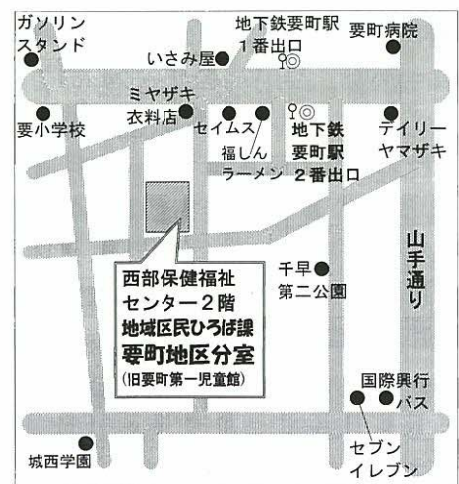 ガソリン
スタンド
いさみ屋
地下鉄要町駅
1番出口
要町病院
要小学校
ミヤザキ
衣料店
セイムス
福しん
ラーメン
地下鉄
要町駅
2番出口
デイリー
ヤマザキ
山手通り
西部保健福祉
センター2階
地域区民ひろば課
要町地区分室
(旧要町第一児童館)
千早
第二公園
国際興行
バス
セブン
イレブン
城西学園